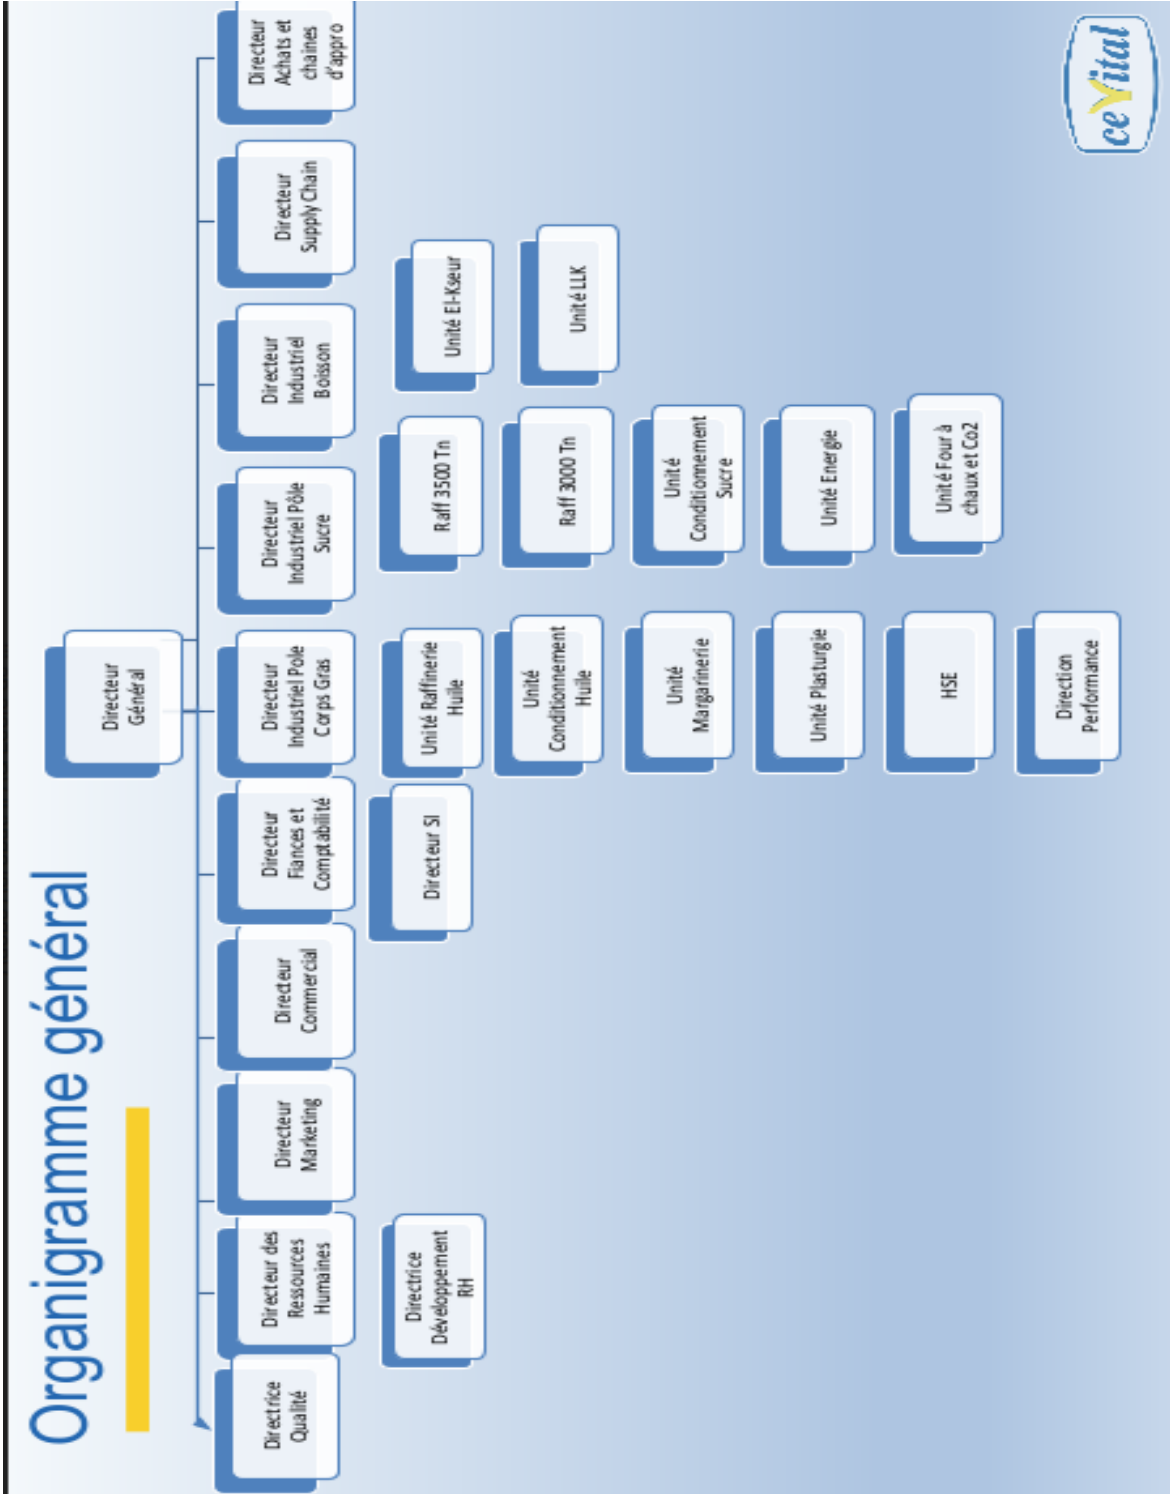 Organigramme général
Directeur
Général
Directrice
Qualité
Directeur des
Ressources
Humaines
Directeur
Marketing
Directeur
Commercial
Directeur
Fiances et
Comptabilité
Directeur
Industriel Pole
Corps Gras
Directeur
Industriel Pôle
Sucre
Directeur
Industriel
Boisson
Directeur
Supply Chain
Directeur
Achats et
chaines
d'appro
Directrice
Développement
RH
Directeur SI
Unité Raffinerie
Huile
Unité
Conditionnement
Huile
Unité
Margarinerie
Unité Plasturgie
HSE
Direction
Performance
Raff 3500 Tn
Raff 3000 Tn
Unité
Conditionnement
Sucre
Unité Energie
Unité Four à
chaux et Co2
Unité El-Kseur
Unité LLK
ceVital